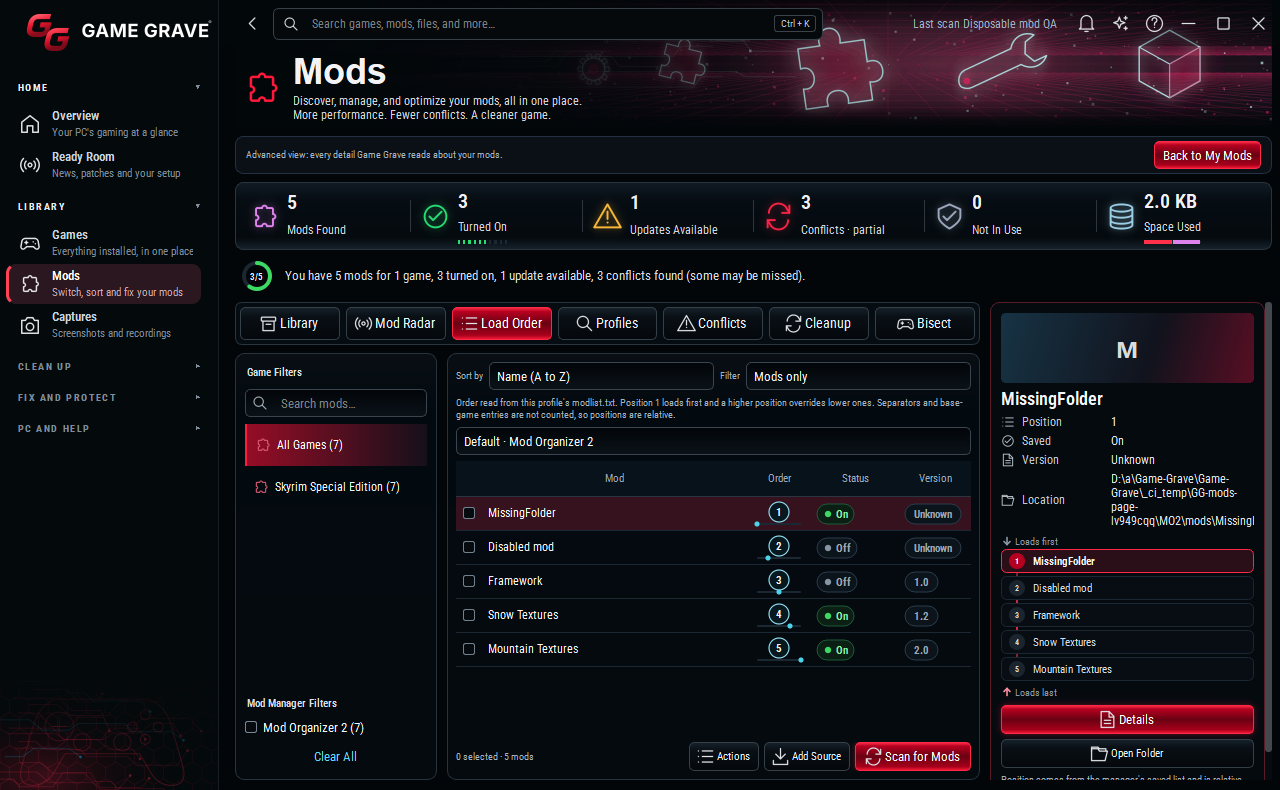 GAME GRAVE
Search games, mods, files, and more...
Ctrl + K
Last scan Disposable mod QA
HOME
Overview
Your PC's gaming at a glance
Ready Room
News, patches and your setup
LIBRARY
Games
Everything installed, in one place
Mods
Switch, sort and fix your mods
Captures
Screenshots and recordings
CLEAN UP
FIX AND PROTECT
PC AND HELP
Mods
Discover, manage, and optimize your mods, all in one place.
More performance. Fewer conflicts. A cleaner game.
Advanced view: every detail Game Grave reads about your mods.
Back to My Mods
5
Mods Found
3
Turned On
1
Updates Available
3
Conflicts · partial
0
Not In Use
2.0 KB
Space Used
3/5
You have 5 mods for 1 game, 3 turned on, 1 update available, 3 conflicts found (some may be missed).
Library
Mod Radar
Load Order
Profiles
Conflicts
Cleanup
Bisect
Game Filters
Search mods...
All Games (7)
Skyrim Special Edition (7)
Mod Manager Filters
Mod Organizer 2 (7)
Clear All
Sort by
Name (A to Z)
Filter
Mods only
Order read from this profile's modlist.txt. Position 1 loads first and a higher position overrides lower ones. Separators and base-
game entries are not counted, so positions are relative.
Default · Mod Organizer 2
Mod Order Status Version
MissingFolder 1 On Unknown
Disabled mod 2 Off Unknown
Framework 3 Off 1.0
Snow Textures 4 On 1.2
Mountain Textures 5 On 2.0
0 selected · 5 mods
Actions
Add Source
Scan for Mods
M
MissingFolder
Position 1
Saved On
Version Unknown
Location
D:\a\Game-Grave\Game-
Grave\_ci_temp\GG-mods-
page-
lv949cqq\MO2\mods\Missingl
Loads first
1 MissingFolder
2 Disabled mod
3 Framework
4 Snow Textures
5 Mountain Textures
Loads last
Details
Open Folder
Position comes from the manager's saved list and is relative